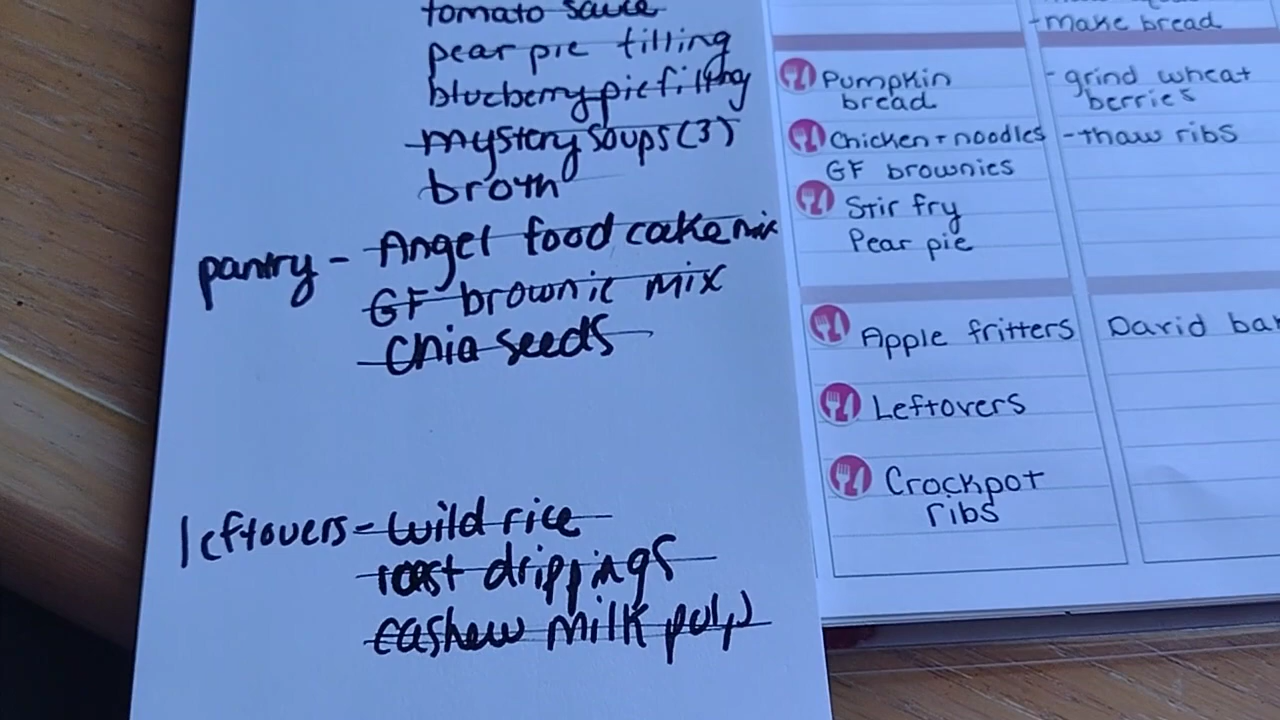 tomato sauce
pear pie filling
blueberry pie filling
mystery soups (3)
broth
pantry - Angel food cake mix
GF brownie mix
Chia seeds
leftovers - wild rice
roast drippings
cashew milk pulp
- make bread
Pumpkin
bread
Chicken + noodles
GF brownies
Stir fry
Pear pie
- grind wheat
berries
- thaw ribs
Apple fritters
Leftovers
Crockpot
ribs
David